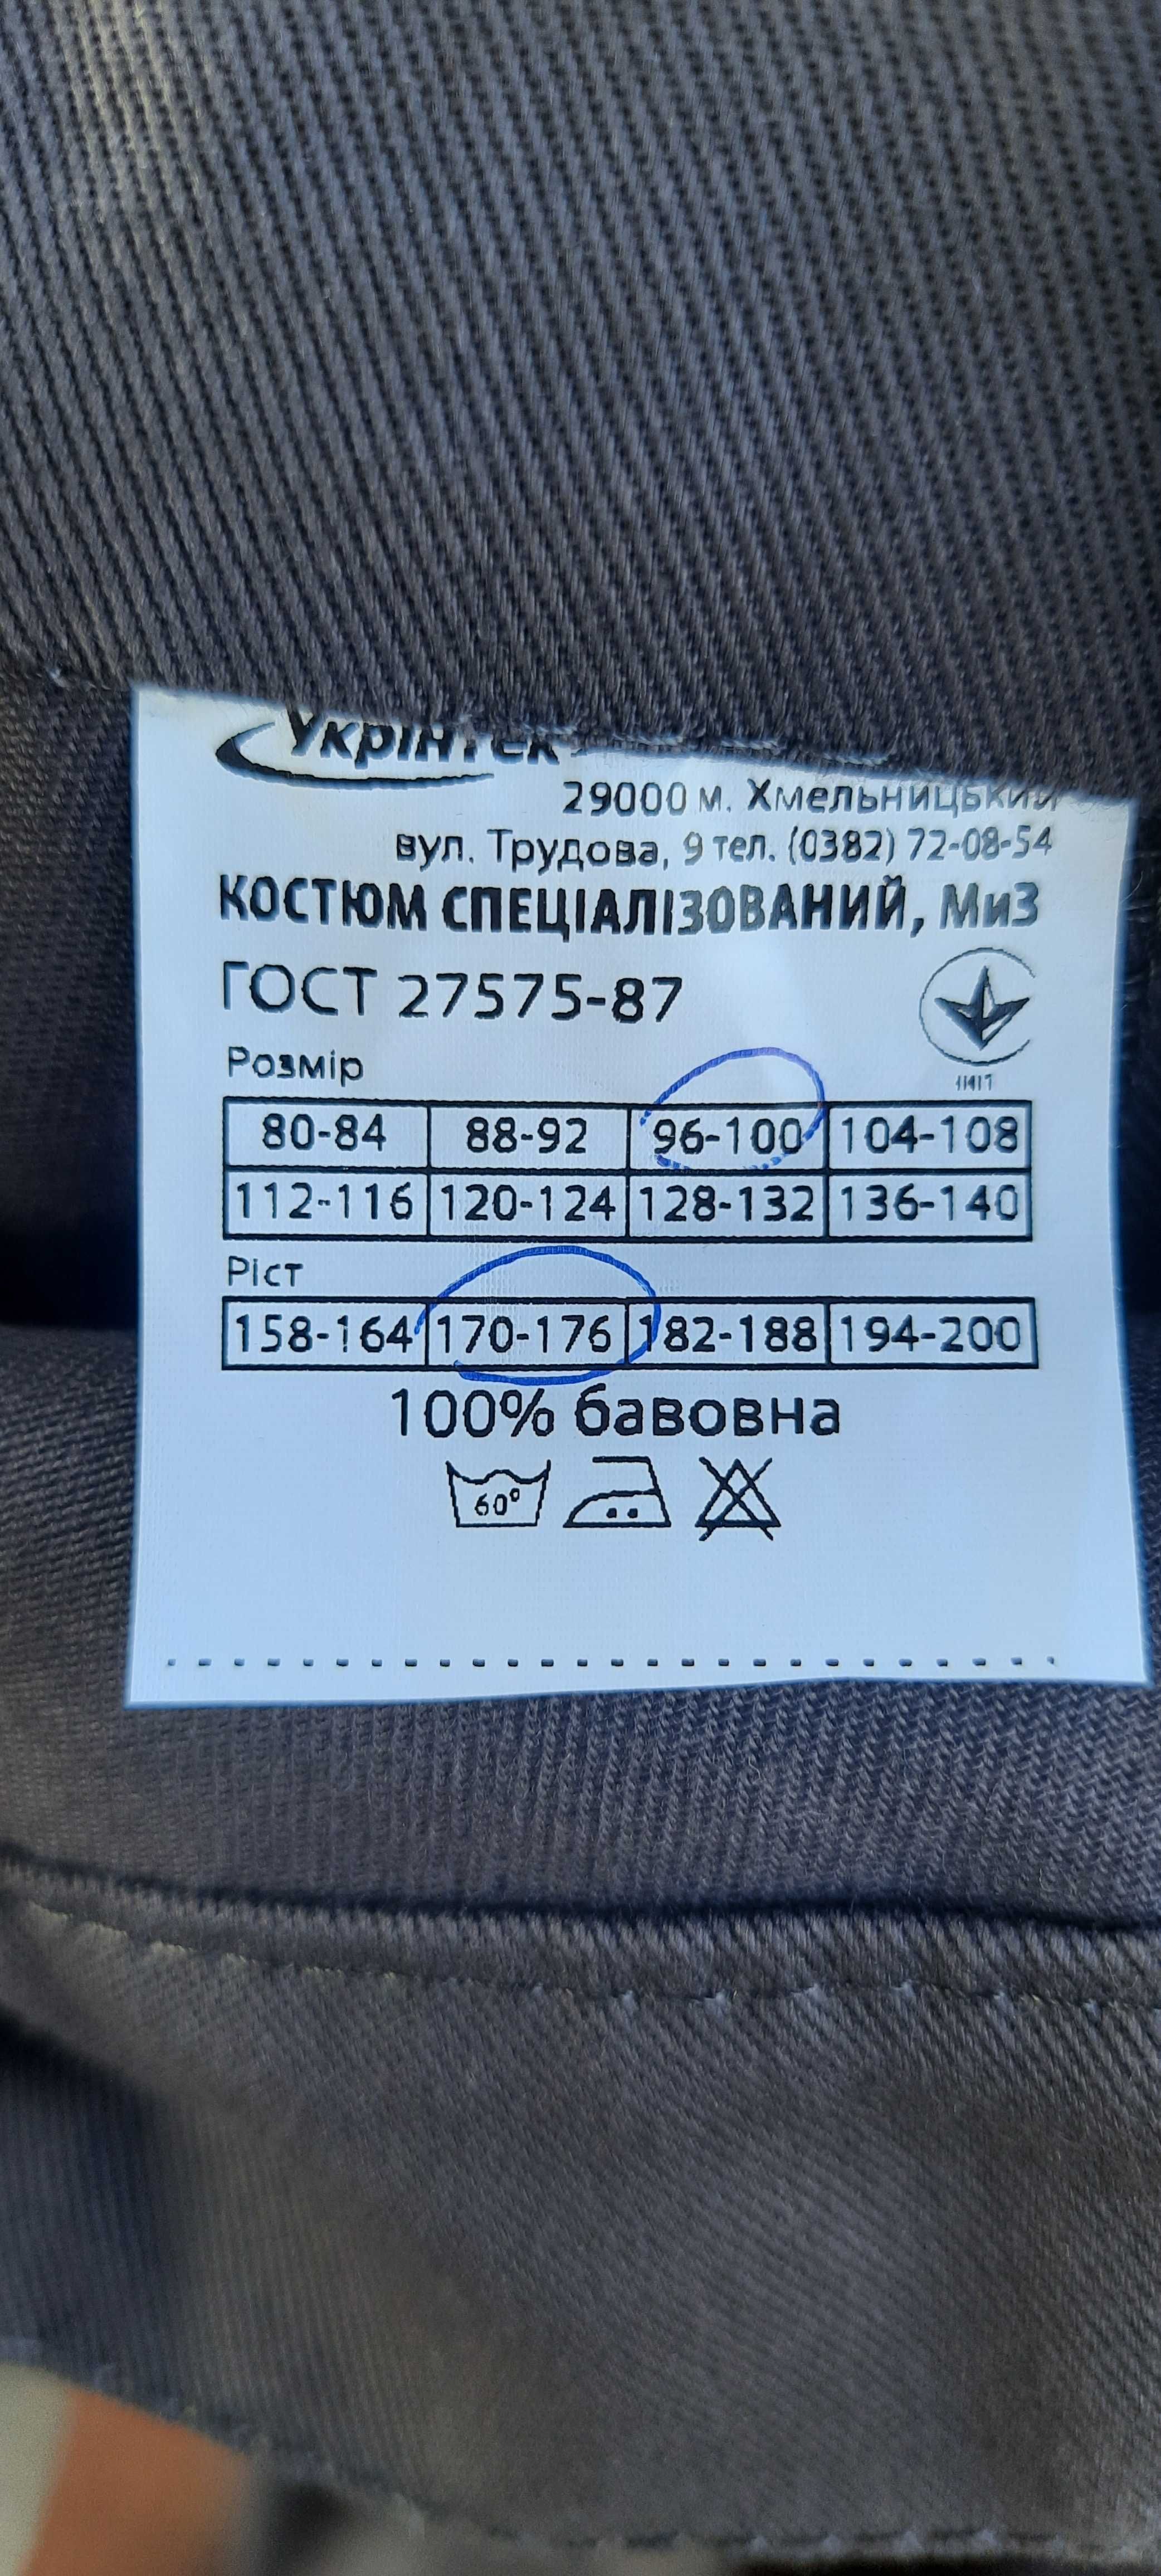 Укрінтек
29000 м. Хмельницький
вул. Трудова, 9 тел. (0382) 72-08-54
КОСТЮМ СПЕЦІАЛІЗОВАНИЙ, МиЗ
ГОСТ 27575-87
Розмір
80-84 88-92 96-100 104-108
112-116 120-124 128-132 136-140
Ріст
158-164 170-176 182-188 194-200
100% бавовна
60°